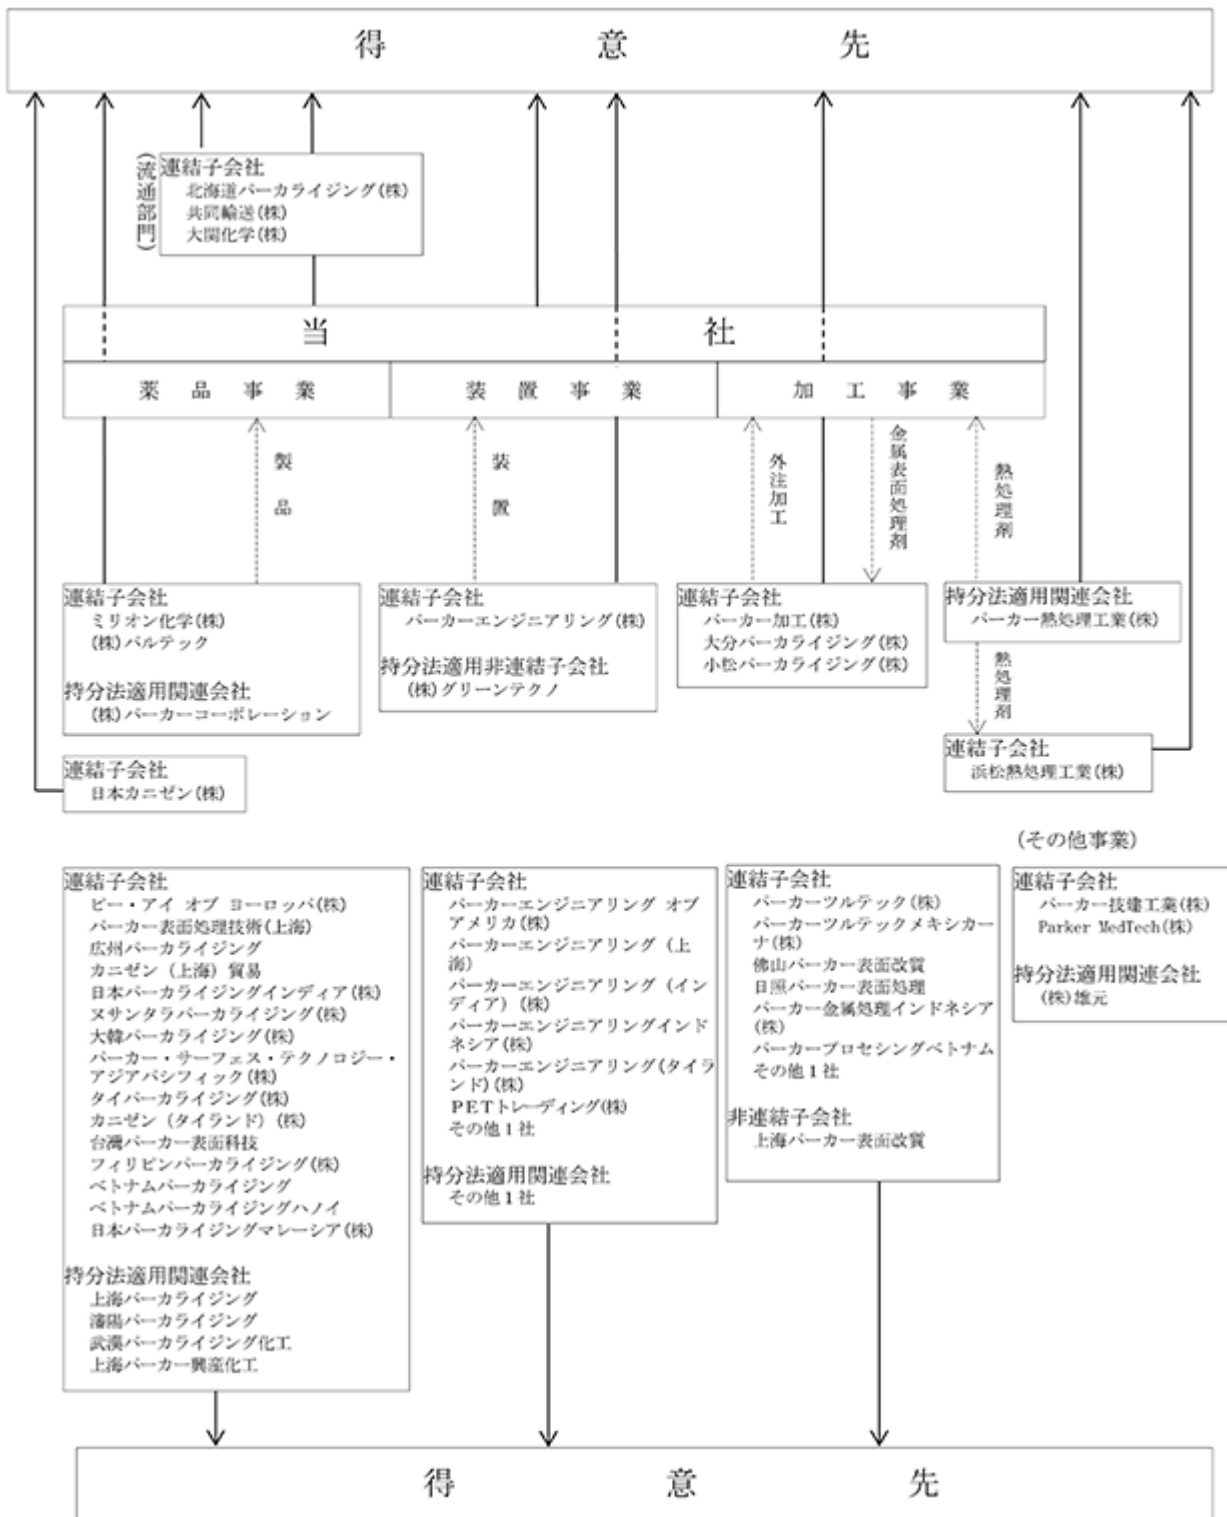 得意先
(流通部門)
連結子会社
北海道パーカライジング(株)
共同輸送(株)
大関化学(株)
当社
薬品事業
装置事業
加工事業
製品
装置
外注加工
金属表面処理剤
熱処理剤
連結子会社
ミリオン化学(株)
(株)パルテック
持分法適用関連会社
(株)パーカーコーポレーション
連結子会社
パーカーエンジニアリング(株)
持分法適用非連結子会社
(株)グリーンテクノ
連結子会社
パーカー加工(株)
大分パーカライジング(株)
小松パーカライジング(株)
持分法適用関連会社
パーカー熱処理工業(株)
熱処理剤
連結子会社
浜松熱処理工業(株)
連結子会社
日本カニゼン(株)
連結子会社
ピー・アイ オブ ヨーロッパ(株)
パーカー表面処理技術(上海)
広州パーカライジング
カニゼン(上海)貿易
日本パーカライジングインディア(株)
ヌサンタラパーカライジング(株)
大韓パーカライジング(株)
パーカー・サーフェス・テクノロジー・
アジアパシフィック(株)
タイパーカライジング(株)
カニゼン(タイランド)(株)
台灣パーカー表面科技
フィリピンパーカライジング(株)
ベトナムパーカライジング
ベトナムパーカライジングハノイ
日本パーカライジングマレーシア(株)
持分法適用関連会社
上海パーカライジング
瀋陽パーカライジング
武漢パーカライジング化工
上海パーカー興産化工
連結子会社
パーカーエンジニアリング オブ
アメリカ(株)
パーカーエンジニアリング(上
海)
パーカーエンジニアリング(イン
ディア)(株)
パーカーエンジニアリングインド
ネシア(株)
パーカーエンジニアリング(タイラ
ンド)(株)
PETトレーディング(株)
その他1社
持分法適用関連会社
その他1社
連結子会社
パーカーツルテック(株)
パーカーツルテックメキシカー
ナ(株)
佛山パーカー表面改質
日照パーカー表面処理
パーカー金属処理インドネシア
(株)
パーカープロセシングベトナム
その他1社
非連結子会社
上海パーカー表面改質
(その他事業)
連結子会社
パーカー技建工業(株)
Parker MedTech(株)
持分法適用関連会社
(株)雄元
得意先